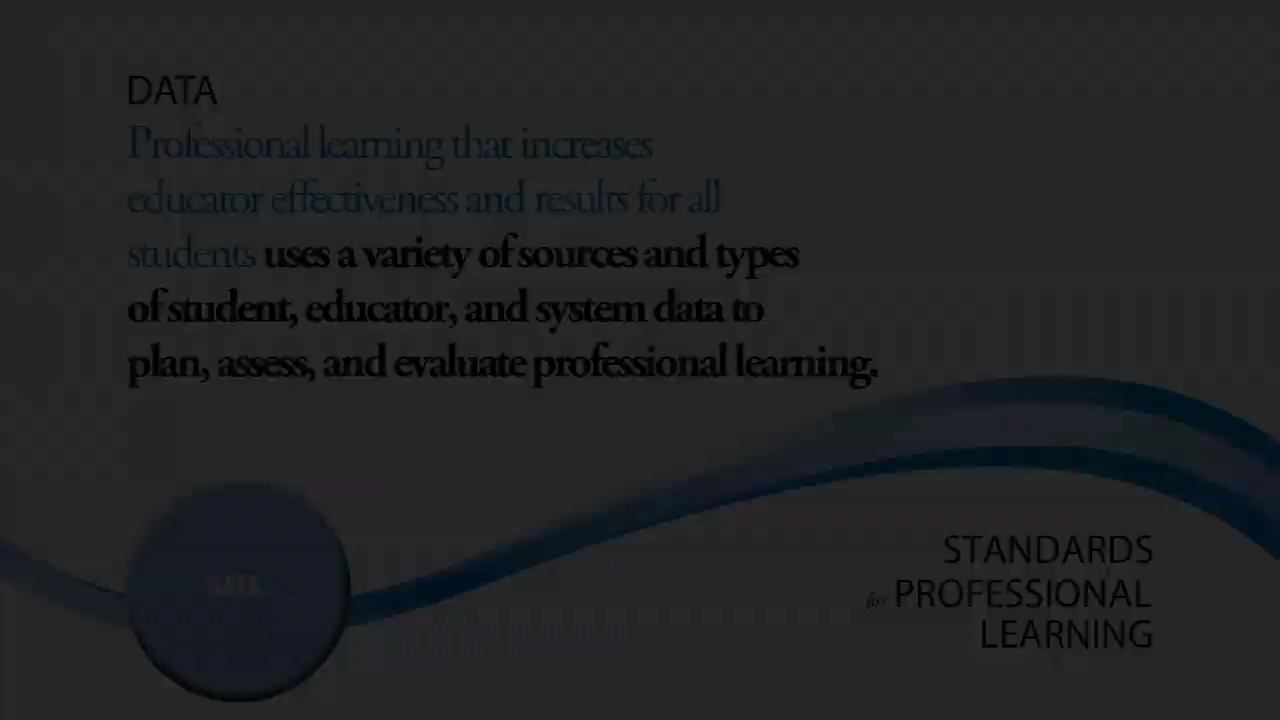 DATA
Professional learning that increases
educator effectiveness and results for all
students uses a variety of sources and types
of student, educator, and system data to
plan, assess, and evaluate professional learning.
DATA
STANDARDS
for PROFESSIONAL
LEARNING